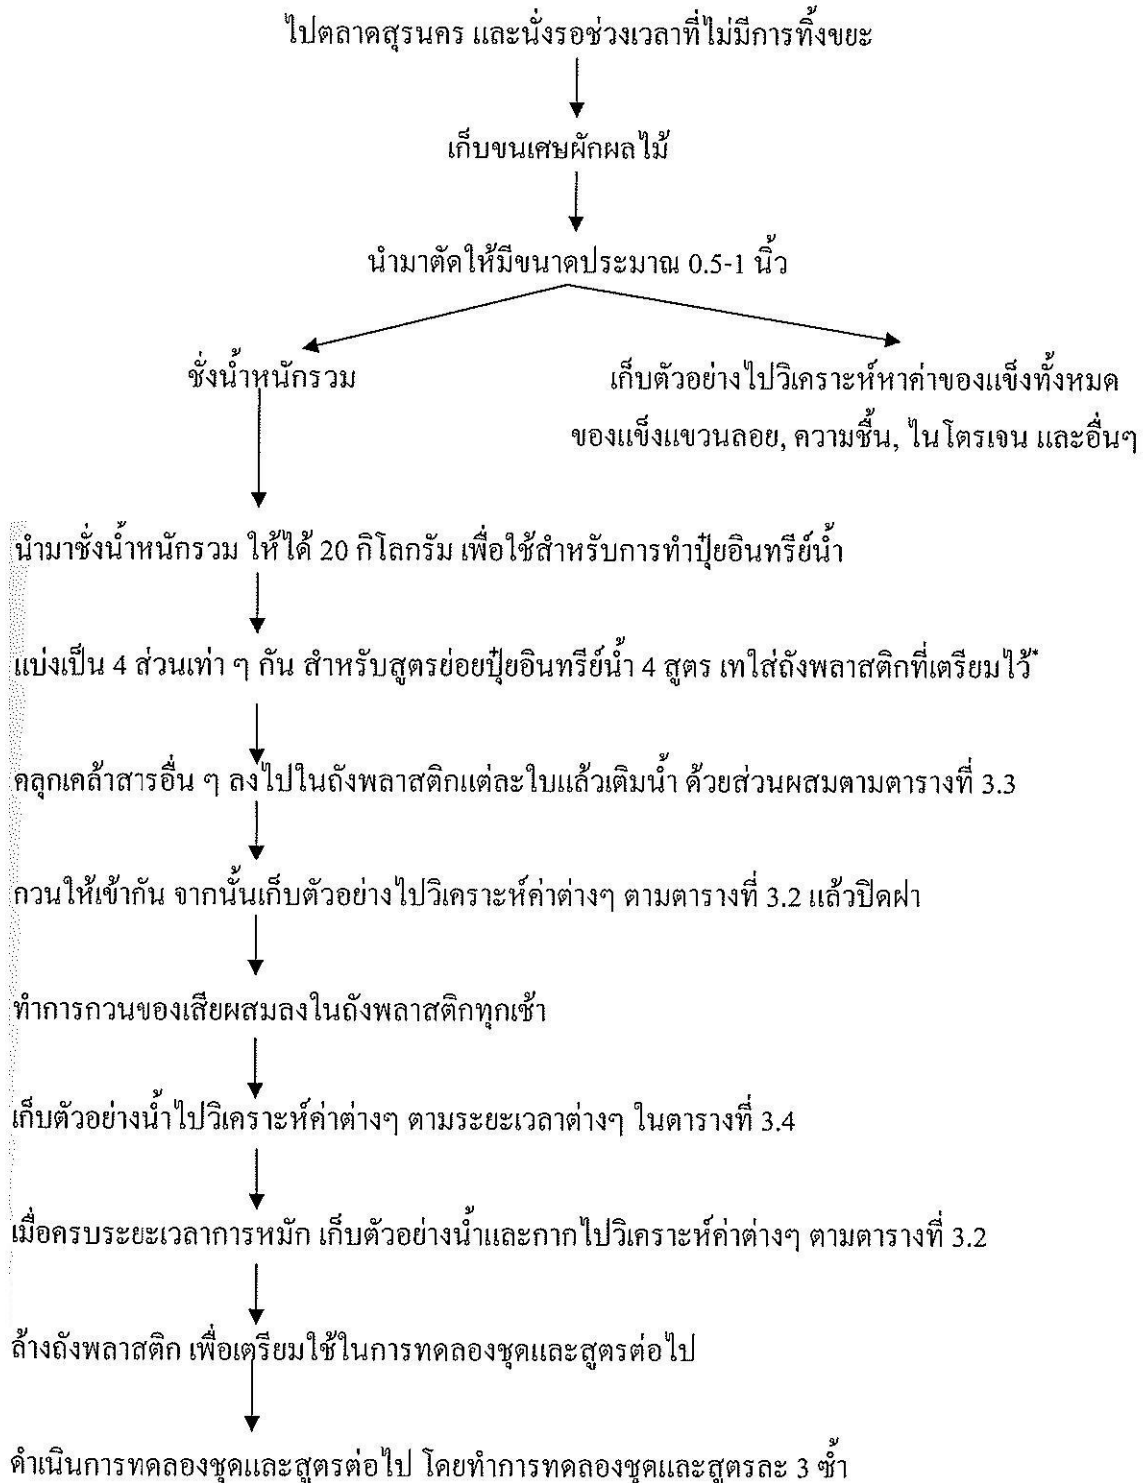 ไปตลาดสุรนคร และนั่งรอช่วงเวลาที่ไม่มีการทิ้งขยะ
เก็บขนเศษผักผลไม้
นำมาตัดให้มีขนาดประมาณ 0.5-1 นิ้ว
ชั่งน้ำหนักรวม
เก็บตัวอย่างไปวิเคราะห์หาค่าของแข็งทั้งหมด
ของแข็งแขวนลอย, ความชื้น, ไนโตรเจน และอื่นๆ
นำมาชั่งน้ำหนักรวม ให้ได้ 20 กิโลกรัม เพื่อใช้สำหรับการทำปุ๋ยอินทรีย์น้ำ
แบ่งเป็น 4 ส่วนเท่า ๆ กัน สำหรับสูตรย่อยปุ๋ยอินทรีย์น้ำ 4 สูตร เทใส่ถังพลาสติกที่เตรียมไว้*
คลุกเคล้าสารอื่น ๆ ลงไปในถังพลาสติกแต่ละใบแล้วเติมน้ำ ด้วยส่วนผสมตามตารางที่ 3.3
กวนให้เข้ากัน จากนั้นเก็บตัวอย่างไปวิเคราะห์ค่าต่างๆ ตามตารางที่ 3.2 แล้วปิดฝา
ทำการกวนของเสียผสมลงในถังพลาสติกทุกเช้า
เก็บตัวอย่างน้ำไปวิเคราะห์ค่าต่างๆ ตามระยะเวลาต่างๆ ในตารางที่ 3.4
เมื่อครบระยะเวลาการหมัก เก็บตัวอย่างน้ำและกากไปวิเคราะห์ค่าต่างๆ ตามตารางที่ 3.2
ล้างถังพลาสติก เพื่อเตรียมใช้ในการทดลองชุดและสูตรต่อไป
ดำเนินการทดลองชุดและสูตรต่อไป โดยทำการทดลองชุดและสูตรละ 3 ซ้ำ